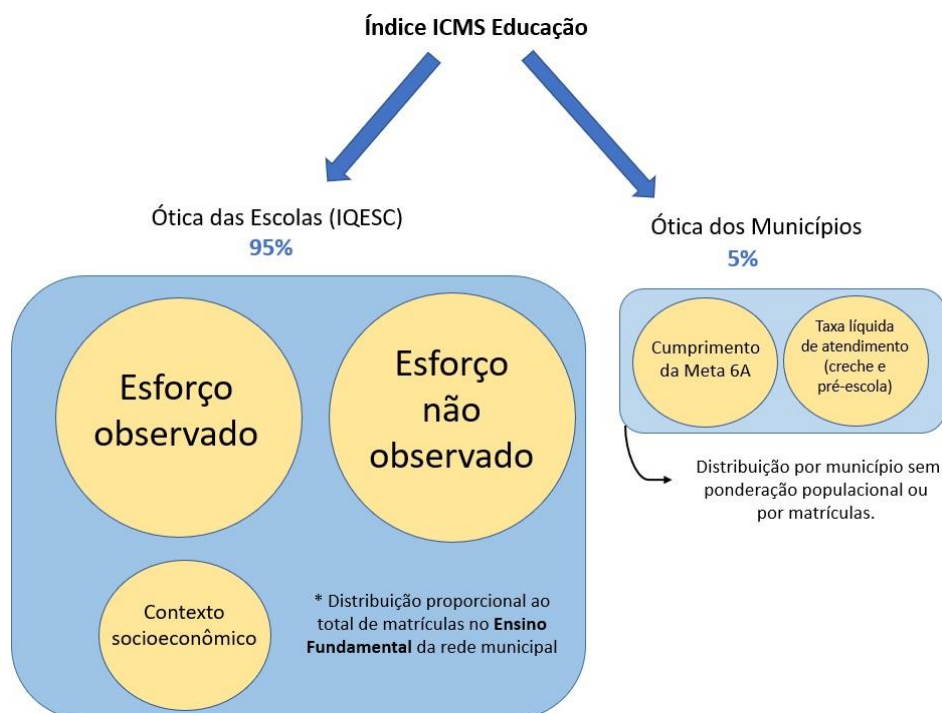 Índice ICMS Educação
Ótica das Escolas (IQESC)
95%
Esforço
observado
Esforço
não
observado
Contexto
socioeconômico
* Distribuição proporcional ao
total de matrículas no Ensino
Fundamental da rede municipal
Ótica dos Municípios
5%
Cumprimento
da Meta 6A
Taxa líquida
de atendimento
(creche e
pré-escola)
Distribuição por município sem
ponderação populacional ou
por matrículas.